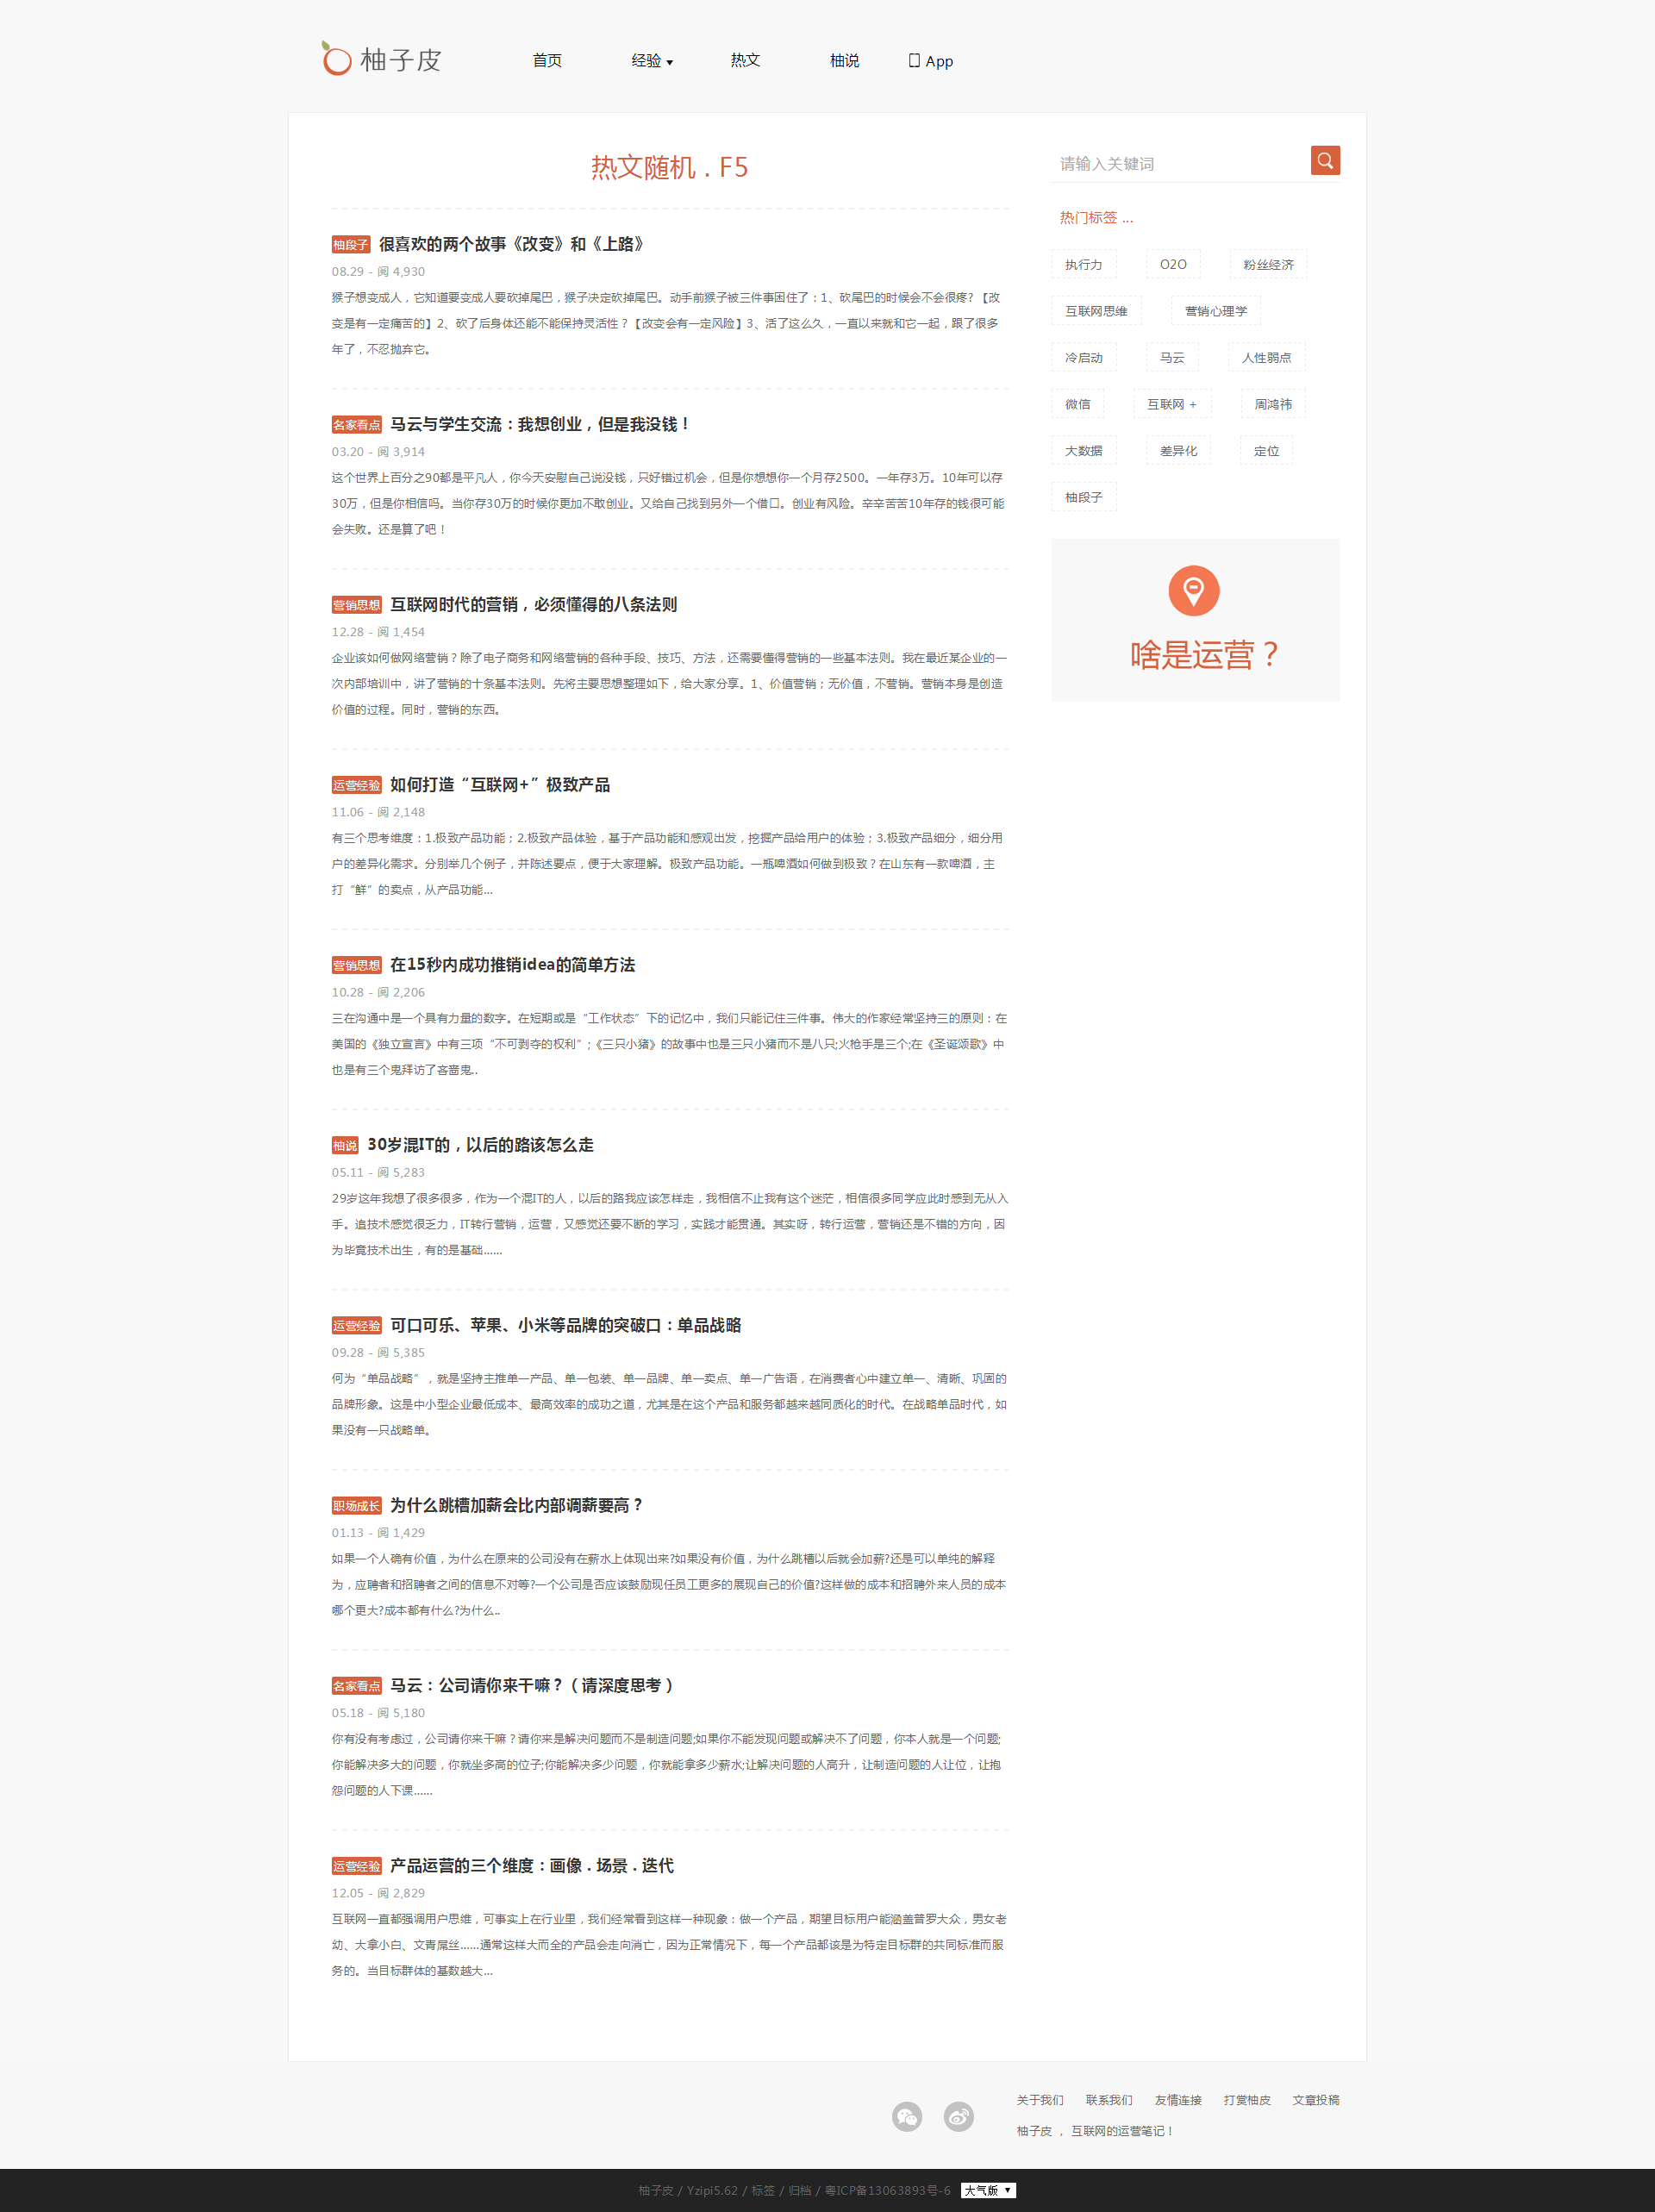 柚子皮
首页
经验
热文
柚说
App
热文随机 . F5
柚段子 很喜欢的两个故事《改变》和《上路》
08.29 - 阅 4,930
猴子想变成人，它知道要变成人要砍掉尾巴，猴子决定砍掉尾巴。动手前猴子被三件事困住了：1、砍尾巴的时候会不会很疼? 【改
变是有一定痛苦的】2、砍了后身体还能不能保持灵活性？【改变会有一定风险】3、活了这么久，一直以来就和它一起，跟了很多
年了，不忍抛弃它。
名家看点 马云与学生交流：我想创业，但是我没钱！
03.20 - 阅 3,914
这个世界上百分之90都是平凡人，你今天安慰自己说没钱，只好错过机会，但是你想想你一个月存2500。一年存3万。10年可以存
30万，但是你相信吗。当你存30万的时候你更加不敢创业。又给自己找到另外一个借口。创业有风险。辛辛苦苦10年存的钱很可能
会失败。还是算了吧！
营销思想 互联网时代的营销，必须懂得的八条法则
12.28 - 阅 1,454
企业该如何做网络营销？除了电子商务和网络营销的各种手段、技巧、方法，还需要懂得营销的一些基本法则。我在最近某企业的一
次内部培训中，讲了营销的十条基本法则。先将主要思想整理如下，给大家分享。1、价值营销；无价值，不营销。营销本身是创造
价值的过程。同时，营销的东西。
运营经验 如何打造“互联网+”极致产品
11.06 - 阅 2,148
有三个思考维度：1.极致产品功能；2.极致产品体验，基于产品功能和感观出发，挖掘产品给用户的体验；3.极致产品细分，细分用
户的差异化需求。分别举几个例子，并陈述要点，便于大家理解。极致产品功能。一瓶啤酒如何做到极致？在山东有一款啤酒，主
打“鲜”的卖点，从产品功能...
营销思想 在15秒内成功推销idea的简单方法
10.28 - 阅 2,206
三在沟通中是一个具有力量的数字。在短期或是“工作状态”下的记忆中，我们只能记住三件事。伟大的作家经常坚持三的原则：在
美国的《独立宣言》中有三项“不可剥夺的权利”;《三只小猪》的故事中也是三只小猪而不是八只;火枪手是三个;在《圣诞颂歌》中
也是有三个鬼拜访了吝啬鬼..
柚说 30岁混IT的，以后的路该怎么走
05.11 - 阅 5,283
29岁这年我想了很多很多，作为一个混IT的人，以后的路我应该怎样走，我相信不止我有这个迷茫，相信很多同学应此时感到无从入
手。追技术感觉很乏力，IT转行营销，运营，又感觉还要不断的学习，实践才能贯通。其实呀，转行运营，营销还是不错的方向，因
为毕竟技术出生，有的是基础......
运营经验 可口可乐、苹果、小米等品牌的突破口：单品战略
09.28 - 阅 5,385
何为“单品战略”，就是坚持主推单一产品、单一包装、单一品牌、单一卖点、单一广告语，在消费者心中建立单一、清晰、巩固的
品牌形象。这是中小型企业最低成本、最高效率的成功之道，尤其是在这个产品和服务都越来越同质化的时代。在战略单品时代，如
果没有一只战略单。
职场成长 为什么跳槽加薪会比内部调薪要高？
01.13 - 阅 1,429
如果一个人确有价值，为什么在原来的公司没有在薪水上体现出来?如果没有价值，为什么跳槽以后就会加薪?还是可以单纯的解释
为，应聘者和招聘者之间的信息不对等?一个公司是否应该鼓励现任员工更多的展现自己的价值?这样做的成本和招聘外来人员的成本
哪个更大?成本都有什么?为什么..
名家看点 马云：公司请你来干嘛？（请深度思考）
05.18 - 阅 5,180
你有没有考虑过，公司请你来干嘛？请你来是解决问题而不是制造问题;如果你不能发现问题或解决不了问题，你本人就是一个问题;
你能解决多大的问题，你就坐多高的位子;你能解决多少问题，你就能拿多少薪水;让解决问题的人高升，让制造问题的人让位，让抱
怨问题的人下课......
运营经验 产品运营的三个维度：画像 . 场景 . 迭代
12.05 - 阅 2,829
互联网一直都强调用户思维，可事实上在行业里，我们经常看到这样一种现象：做一个产品，期望目标用户能涵盖普罗大众，男女老
幼、大拿小白、文青屌丝......通常这样大而全的产品会走向消亡，因为正常情况下，每一个产品都该是为特定目标群的共同标准而服
务的。当目标群体的基数越大...
请输入关键词
热门标签 ...
执行力 O2O 粉丝经济
互联网思维 营销心理学
冷启动 马云 人性弱点
微信 互联网 + 周鸿祎
大数据 差异化 定位
柚段子
啥是运营？
关于我们 联系我们 友情连接 打赏柚皮 文章投稿
柚子皮 ， 互联网的运营笔记！
柚子皮 / Yzipi5.62 / 标签 / 归档 / 粤ICP备13063893号-6 大气版